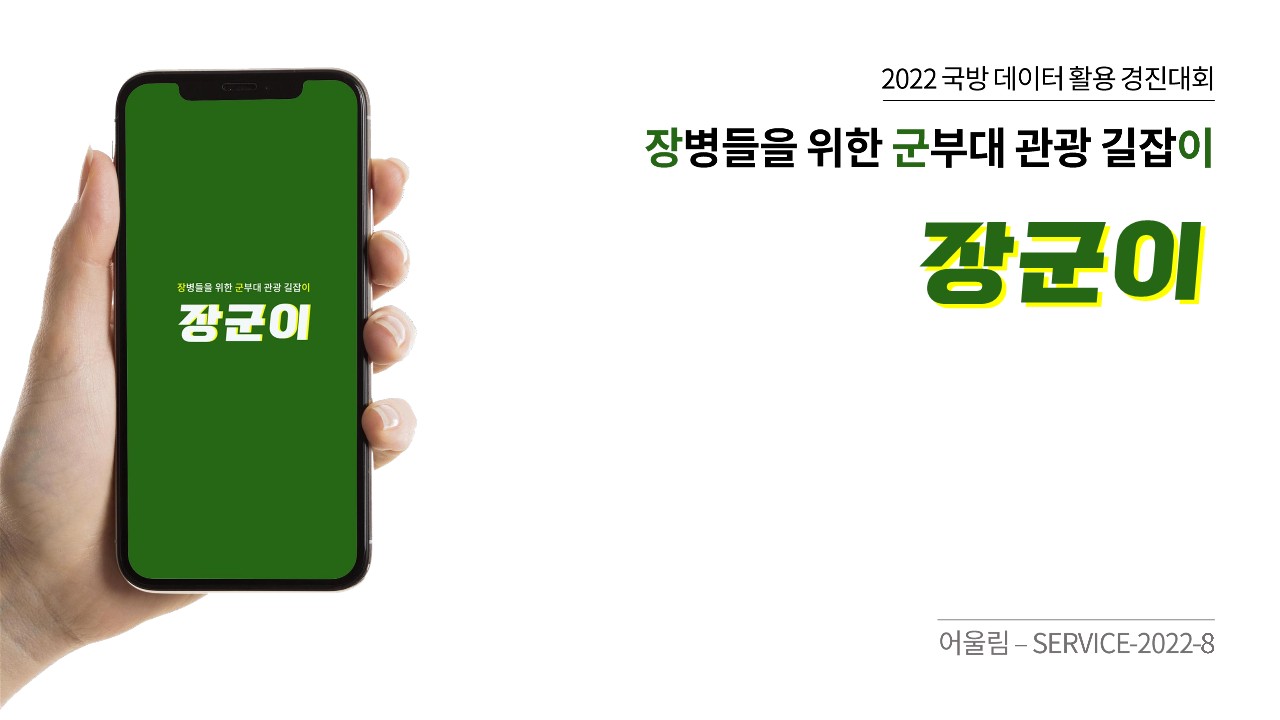 2022 국방 데이터 활용 경진대회
장병들을 위한 군부대 관광 길잡이
장군이
장병들을 위한 군부대 관광 길잡이
장군이
어울림 – SERVICE-2022-8